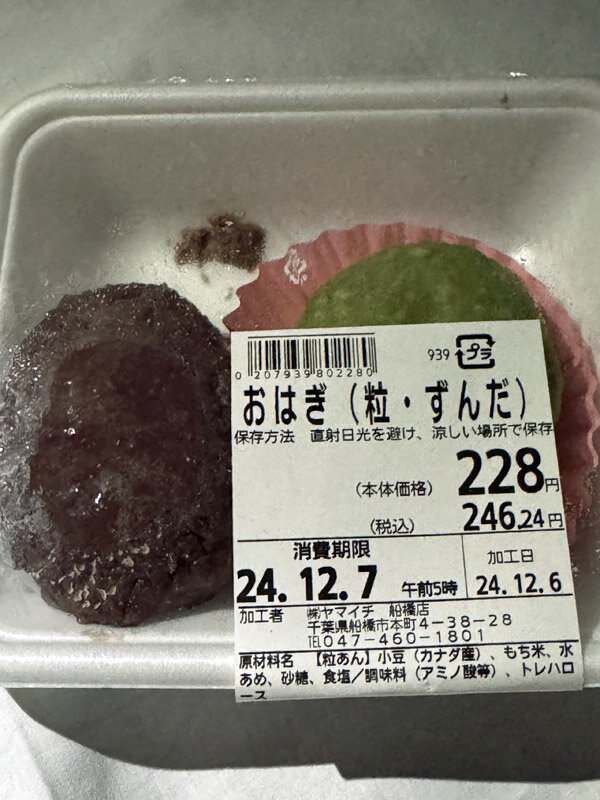 0 207939 802280
939 プラ
おはぎ（粒・ずんだ）
保存方法 直射日光を避け、涼しい場所で保存
（本体価格） 228円
（税込） 246.24円
消費期限 加工日
24.12.7 午前5時 24.12.6
加工者 ㈱ヤマイチ 船橋店
千葉県船橋市本町4-38-28
TEL047-460-1801
原材料名 【粒あん】小豆（カナダ産）、もち米、水
あめ、砂糖、食塩／調味料（アミノ酸等）、トレハロ
ース